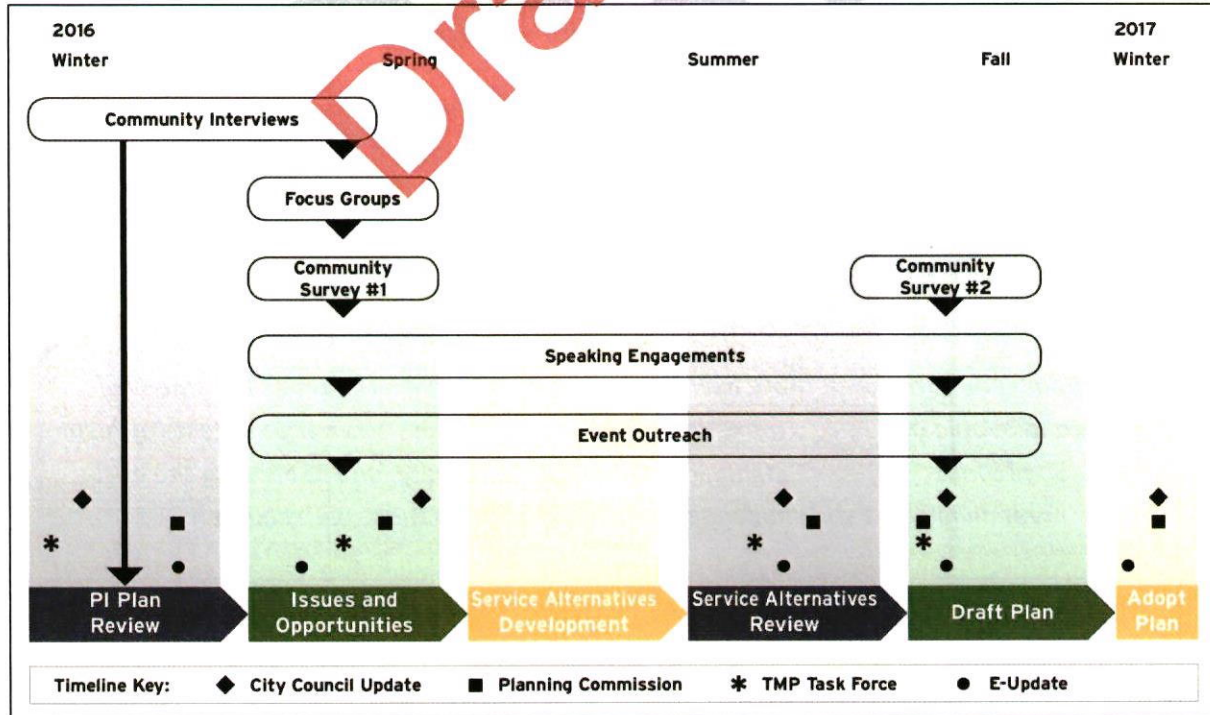 2016
2017
Winter
Spring
Summer
Fall
Winter
Community Interviews
Focus Groups
Community
Survey #1
Community
Survey #2
Speaking Engagements
Event Outreach
PI Plan
Review
Issues and
Opportunities
Service Alternatives
Development
Service Alternatives
Review
Draft Plan
Adopt
Plan
Timeline Key:
City Council Update
Planning Commission
TMP Task Force
E-Update